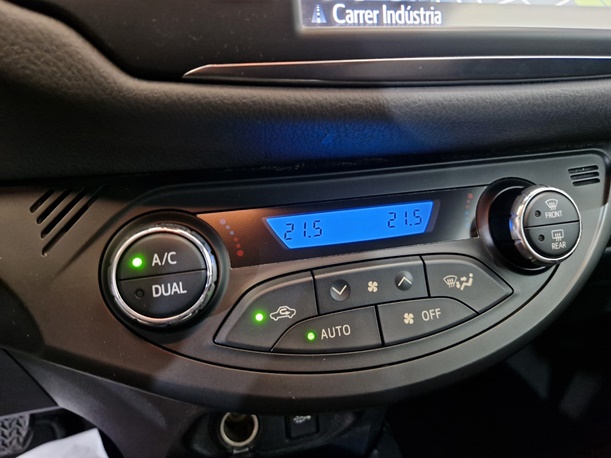 Carrer Indústria
21.5 21.5
A/C
DUAL
FRONT
REAR
AUTO
OFF